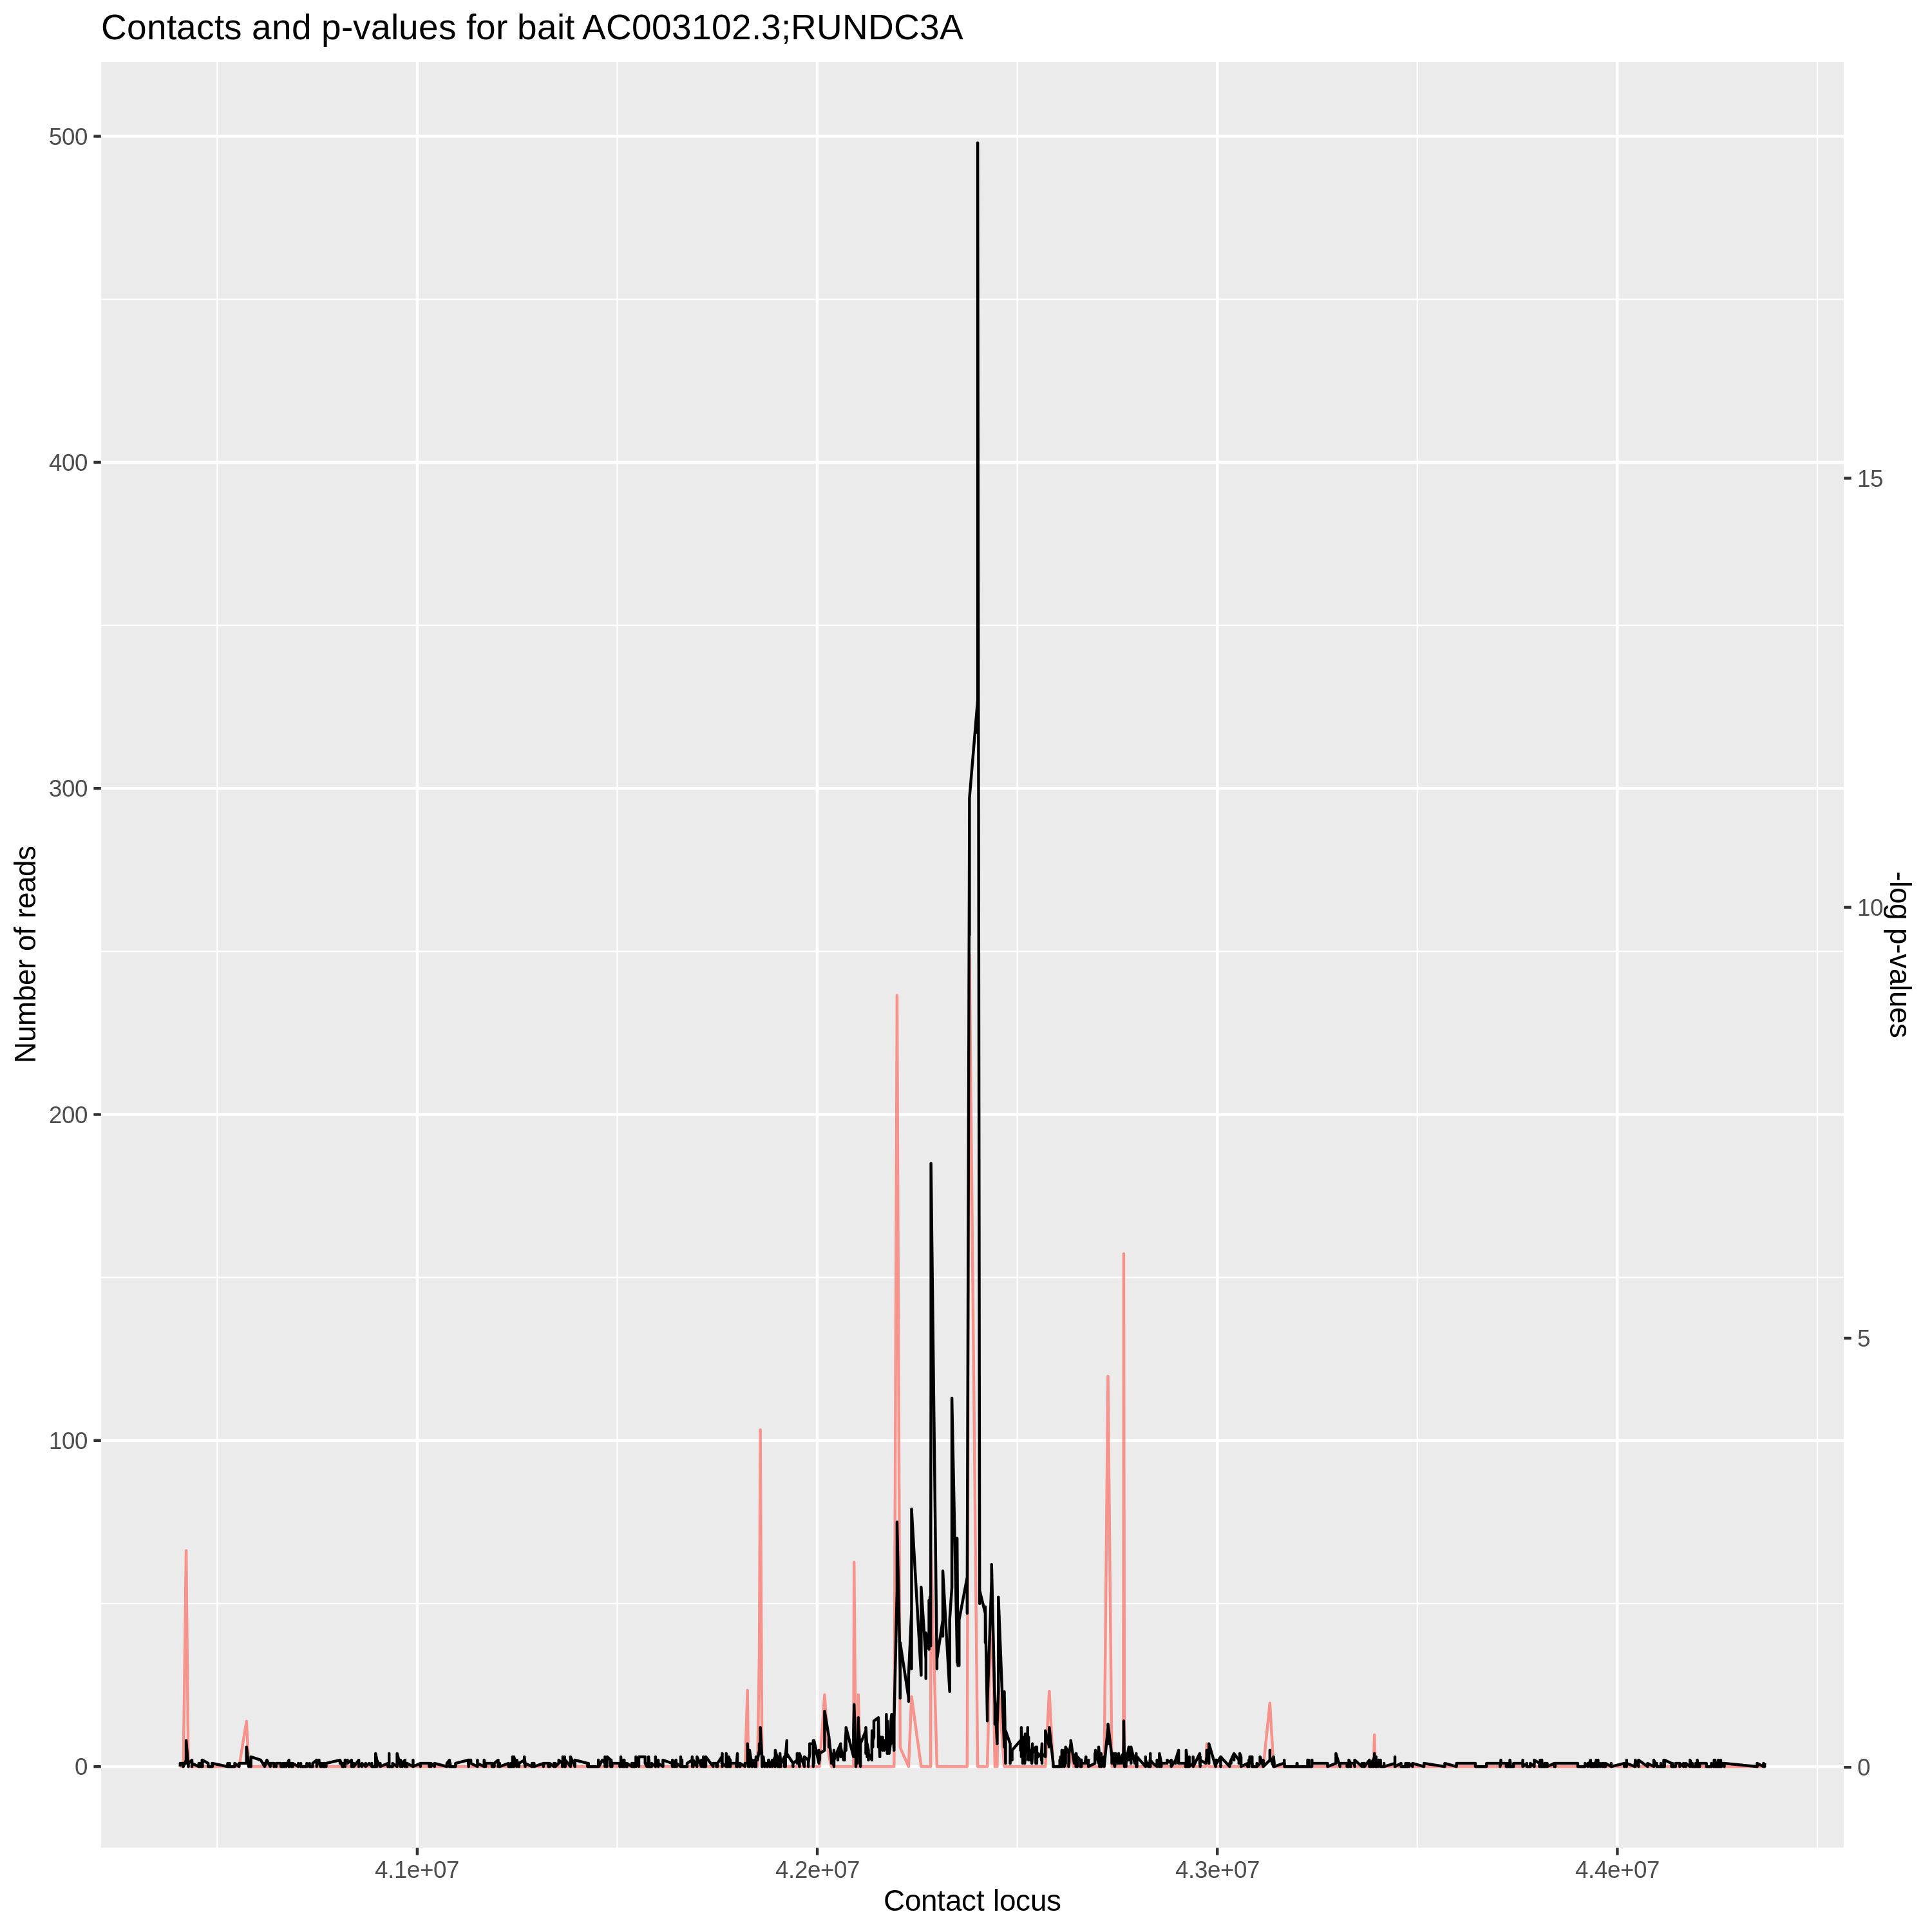 Contacts and p-values for bait AC003102.3;RUNDC3A
500
400
300
200
100
0
Number of reads
15
10
5
0
-log p-values
4.1e+07 4.2e+07 4.3e+07 4.4e+07
Contact locus